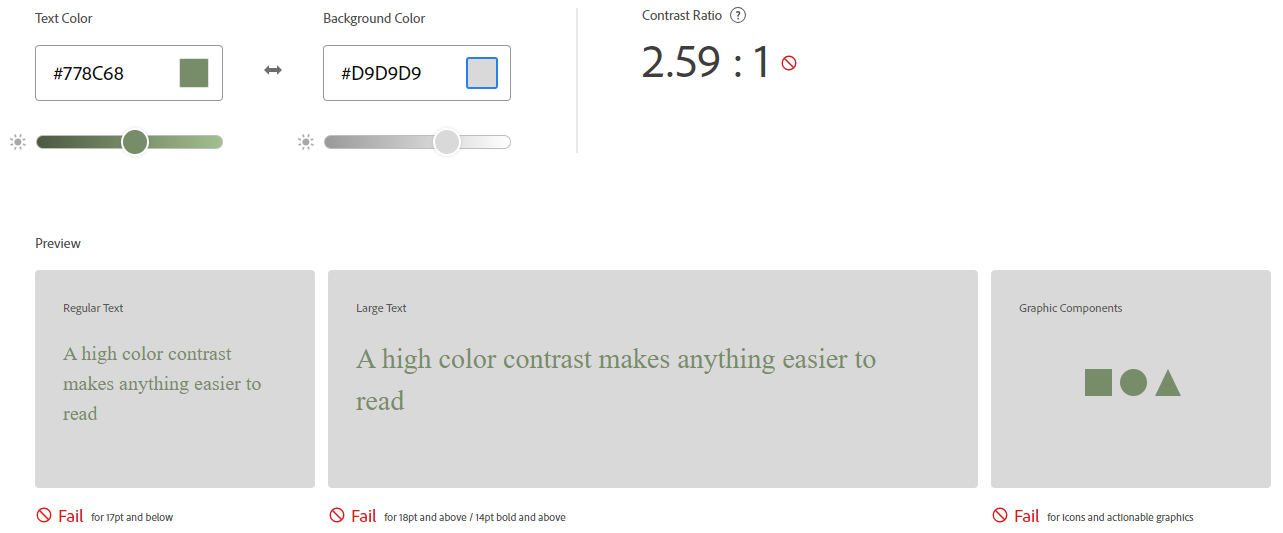 Text Color
Background Color
Contrast Ratio ?
#778C68
#D9D9D9
2.59 : 1
Preview
Regular Text
A high color contrast
makes anything easier to
read
Large Text
A high color contrast makes anything easier to
read
Graphic Components
Fail for 17pt and below
Fail for 18pt and above / 14pt bold and above
Fail for icons and actionable graphics